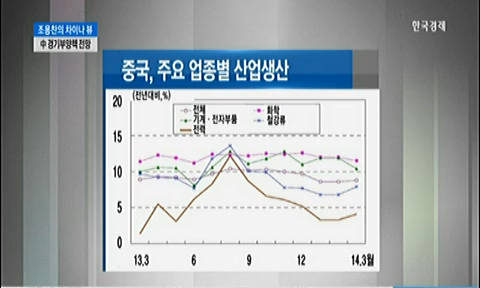 조용찬의 차이나 뷰
中 경기부양책 전망
한국경제
중국, 주요 업종별 산업생산
(전년대비,%)
전체
화학
기계·전자부품
철강류
전력
20
15
10
5
0
13.3
6
9
12
14.3월